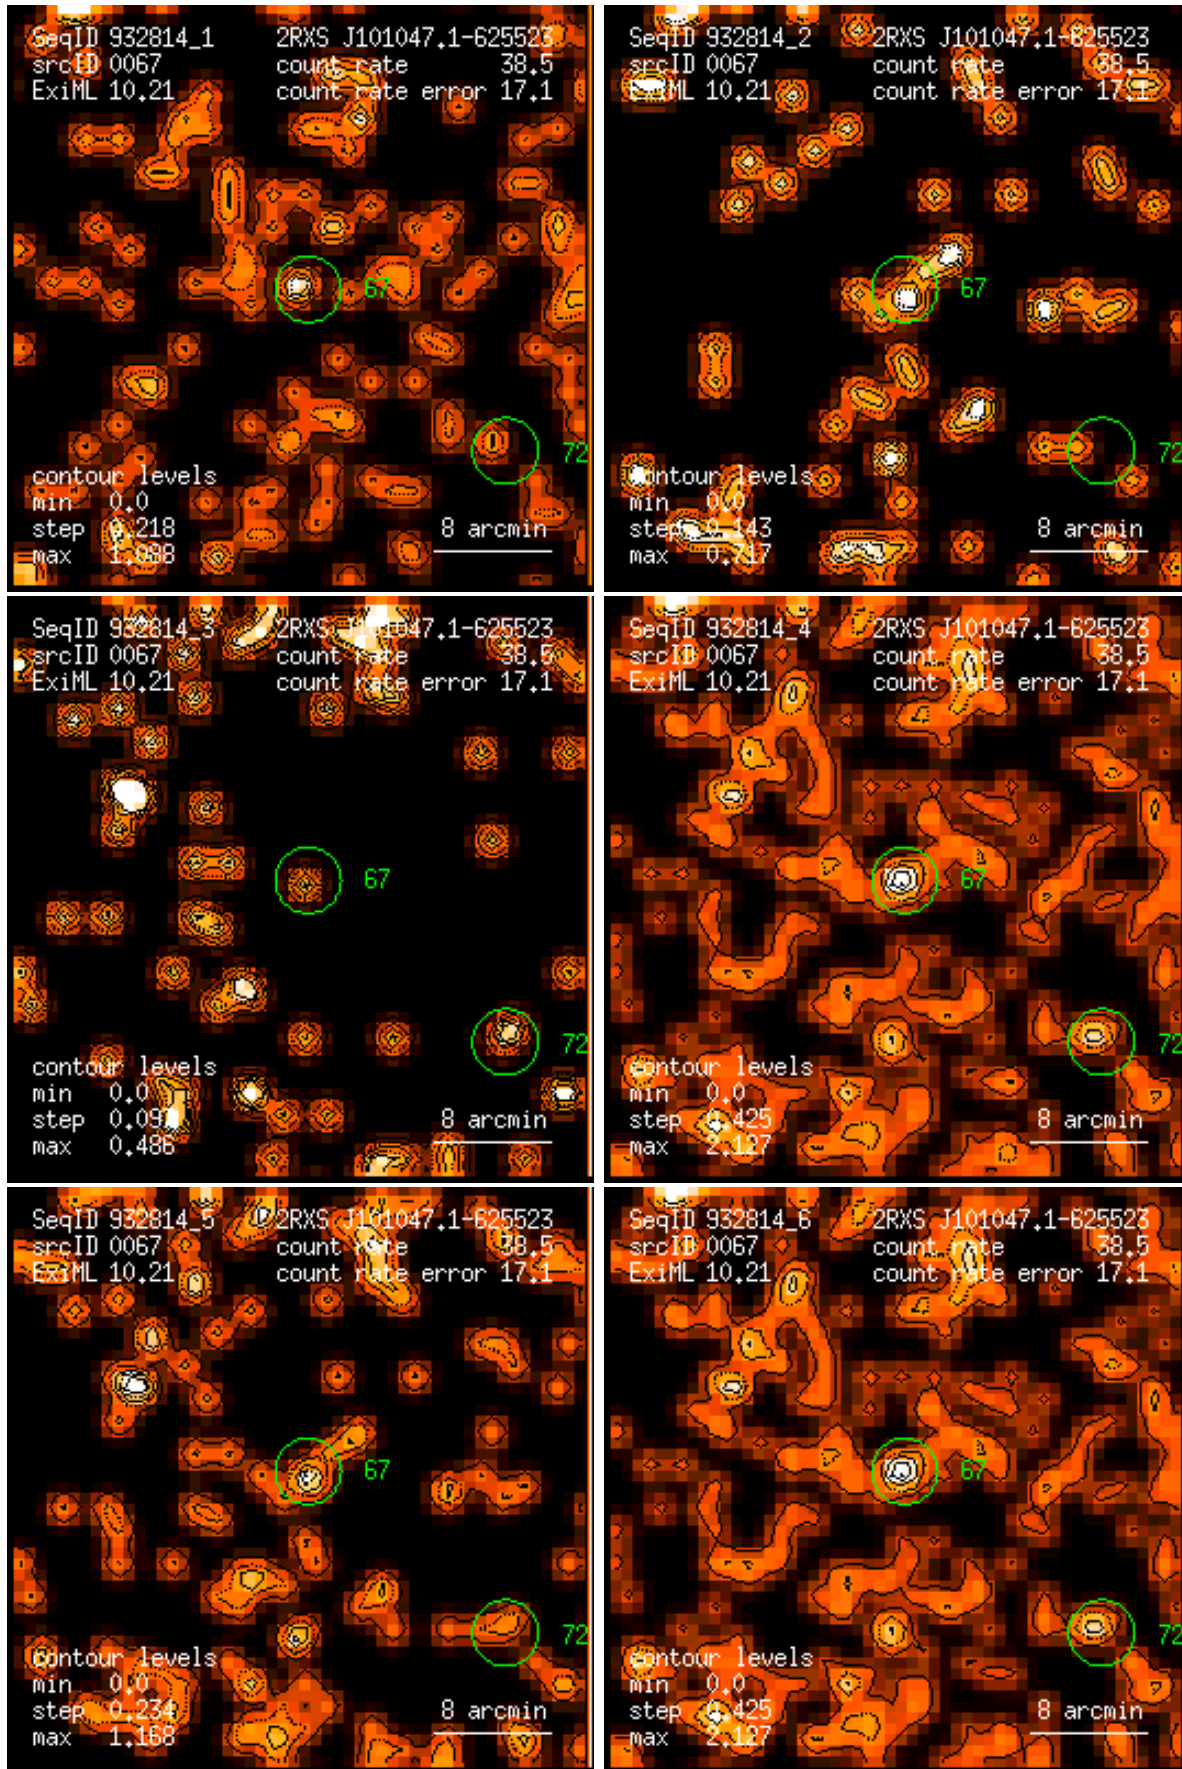 SeqID 932814_1 2RXS J101047.1-625523
srcID 0067 count rate 38.5
ExiML 10.21 count rate error 17.1
67
72
contour levels
min 0.0
step 0.218
max 1.088
8 arcmin
SeqID 932814_2 2RXS J101047.1-625523
srcID 0067 count rate 38.5
ExiML 10.21 count rate error 17.1
67
72
contour levels
min 0.0
step 0.143
max 0.717
8 arcmin
SeqID 932814_3 2RXS J101047.1-625523
srcID 0067 count rate 38.5
ExiML 10.21 count rate error 17.1
67
72
contour levels
min 0.0
step 0.097
max 0.486
8 arcmin
SeqID 932814_4 2RXS J101047.1-625523
srcID 0067 count rate 38.5
ExiML 10.21 count rate error 17.1
67
72
contour levels
min 0.0
step 0.425
max 2.127
8 arcmin
SeqID 932814_5 2RXS J101047.1-625523
srcID 0067 count rate 38.5
ExiML 10.21 count rate error 17.1
67
72
contour levels
min 0.0
step 0.234
max 1.168
8 arcmin
SeqID 932814_6 2RXS J101047.1-625523
srcID 0067 count rate 38.5
ExiML 10.21 count rate error 17.1
67
72
contour levels
min 0.0
step 0.425
max 2.127
8 arcmin